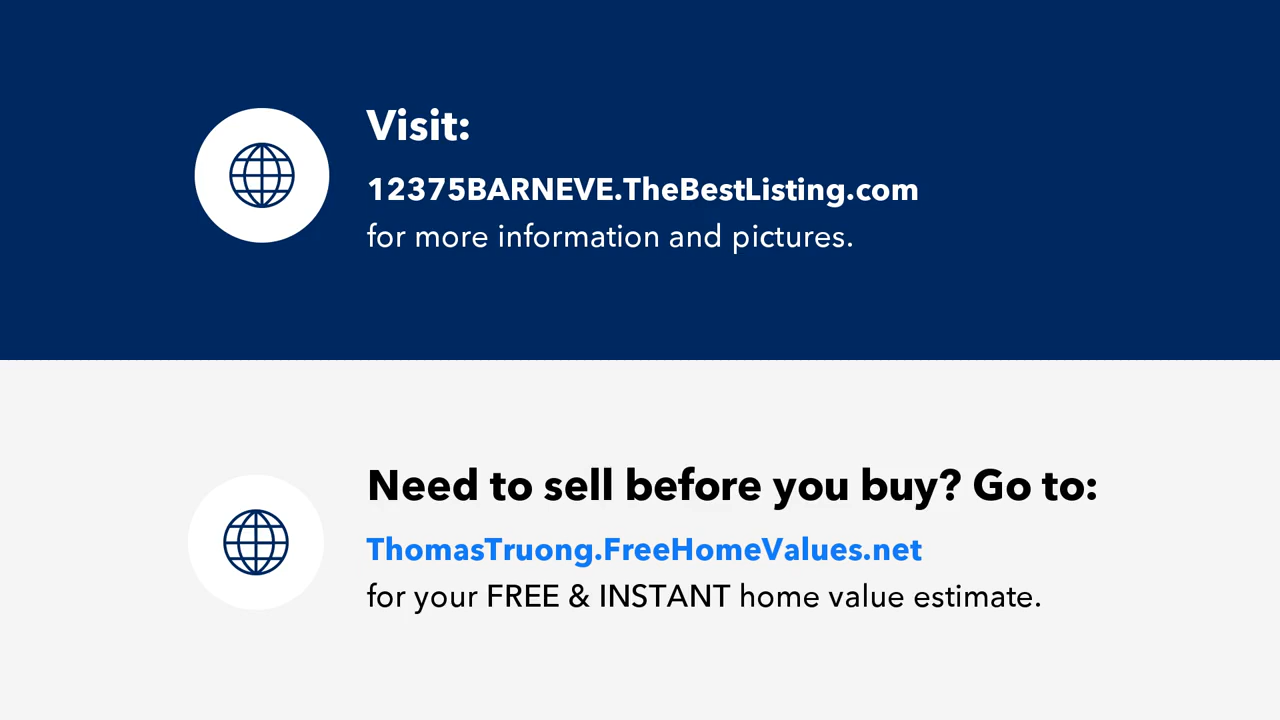 Visit:
12375BARNEVE.TheBestListing.com
for more information and pictures.
Need to sell before you buy? Go to:
ThomasTruong.FreeHomeValues.net
for your FREE & INSTANT home value estimate.